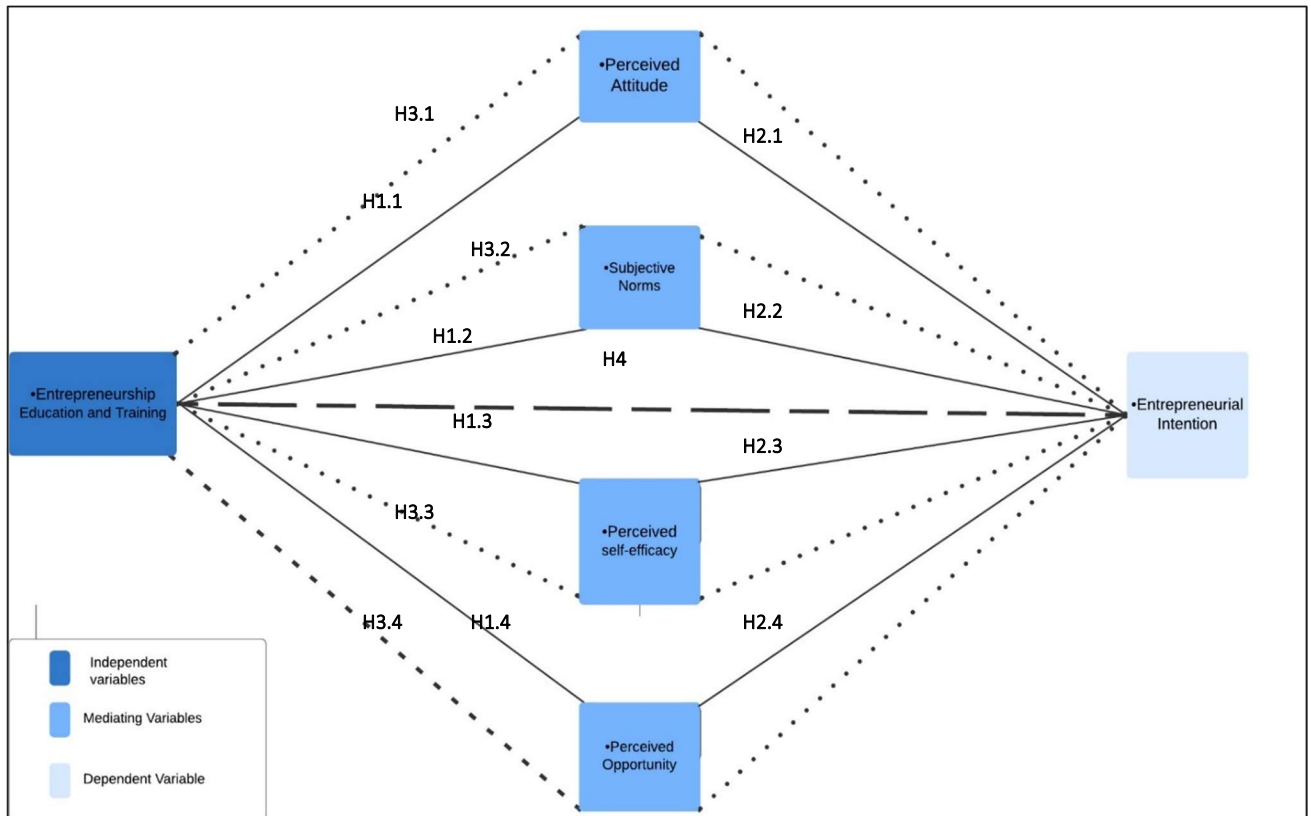 •Perceived
Attitude
H3.1
H2.1
H1.1
H3.2
•Subjective
Norms
H2.2
H1.2
H4
•Entrepreneurship
Education and Training
•Entrepreneurial
Intention
H1.3
H2.3
H3.3
•Perceived
self-efficacy
H3.4
H1.4
H2.4
Independent
variables
Mediating Variables
•Perceived
Opportunity
Dependent Variable